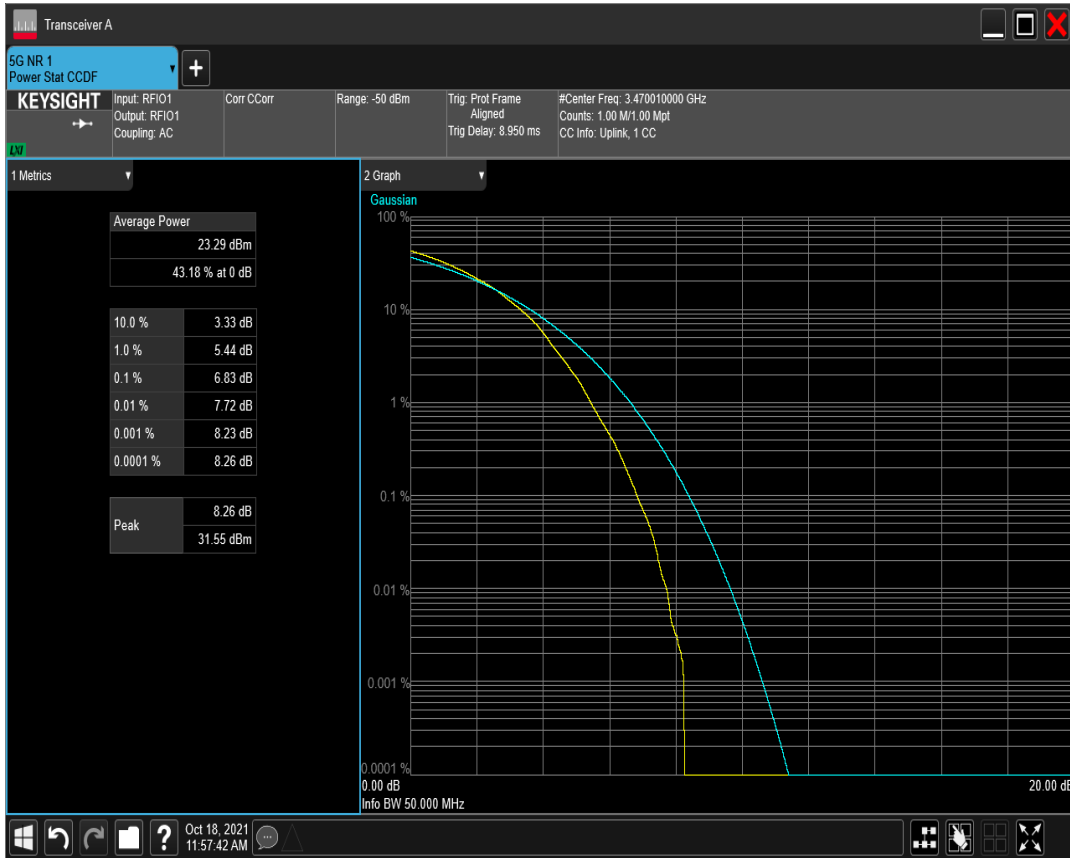 Transceiver A
5G NR 1
Power Stat CCDF
+
KEYSIGHT
LXI
Input: RFIO1
Output: RFIO1
Coupling: AC
Corr CCorr
Range: -50 dBm
Trig: Prot Frame
Aligned
Trig Delay: 8.950 ms
#Center Freq: 3.470010000 GHz
Counts: 1.00 M/1.00 Mpt
CC Info: Uplink, 1 CC
1 Metrics
Average Power
23.29 dBm
43.18 % at 0 dB
10.0 % 3.33 dB
1.0 % 5.44 dB
0.1 % 6.83 dB
0.01 % 7.72 dB
0.001 % 8.23 dB
0.0001 % 8.26 dB
Peak
8.26 dB
31.55 dBm
2 Graph
Gaussian
100 %
10 %
1 %
0.1 %
0.01 %
0.001 %
0.0001 %
0.00 dB 20.00 dB
Info BW 50.000 MHz
?
Oct 18, 2021
11:57:42 AM